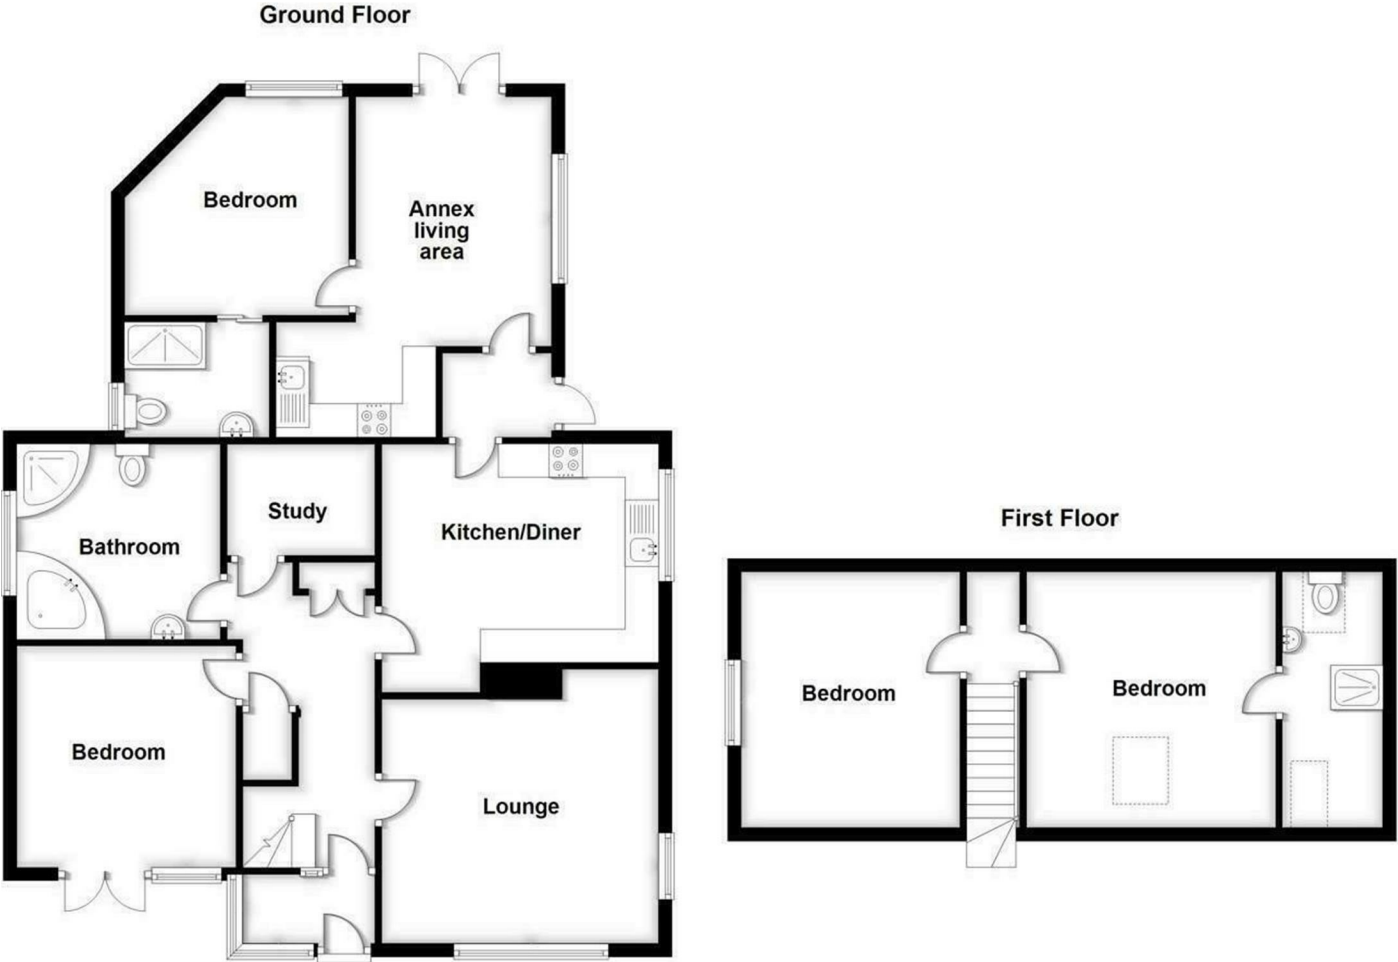 Ground Floor
Bedroom
Annex
living
area
Study
Kitchen/Diner
Bathroom
Bedroom
Lounge
First Floor
Bedroom
Bedroom